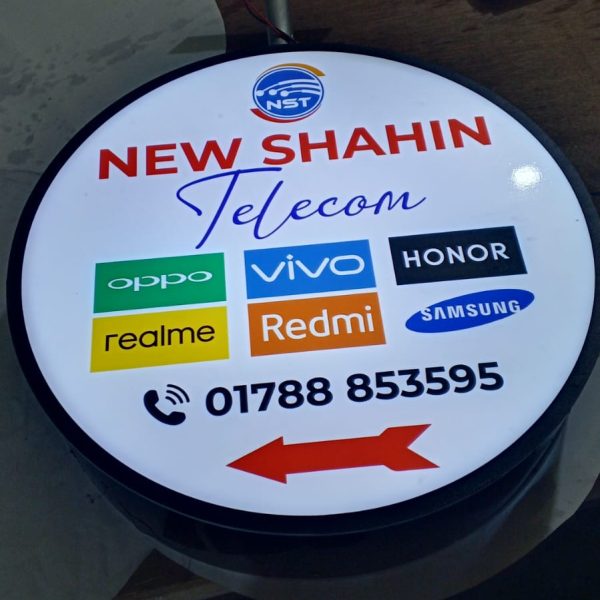 NST
NEW SHAHIN
Telecom
oppo vivo HONOR
realme Redmi SAMSUNG
01788 853595